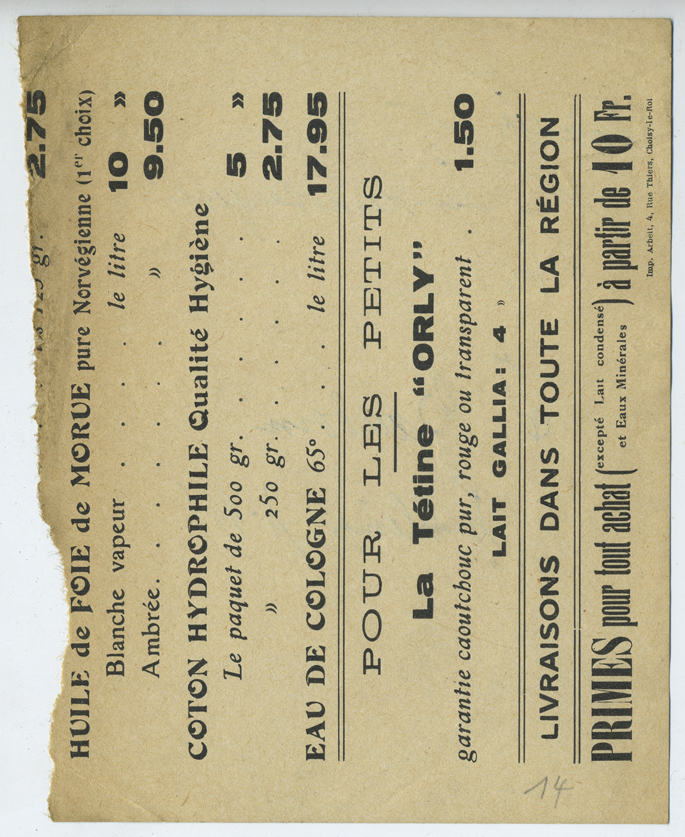 125 gr. 2.75
HUILE de FOIE de MORUE pure Norvégienne (1er choix)
Blanche vapeur . . . . le litre 10 »
Ambrée. . . . . . . » 9.50
COTON HYDROPHILE Qualité Hygiène
Le paquet de 500 gr. . . . . . . 5 »
» 250 gr. . . . . . . 2.75
EAU DE COLOGNE 65° . . . . le litre 17.95
POUR LES PETITS
La Tétine “ORLY”
garantie caoutchouc pur, rouge ou transparent . 1.50
LAIT GALLIA: 4 »
LIVRAISONS DANS TOUTE LA RÉGION
PRIMES pour tout achat (excepté Lait condensé et Eaux Minérales) à partir de 10 Fr.
Imp. Arbeit, 4, Rue Thiers, Choisy-le-Roi
14